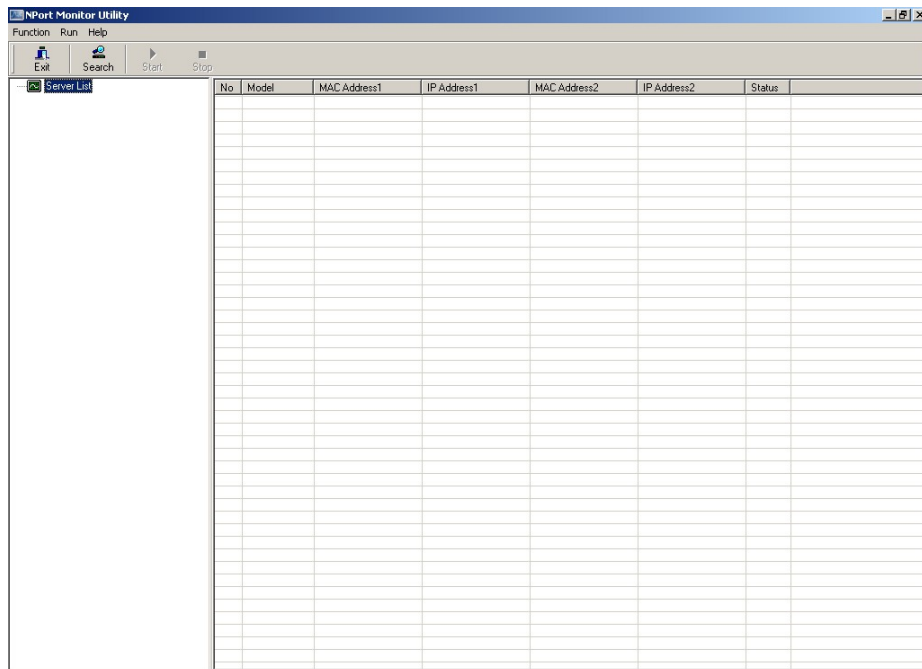 NPort Monitor Utility
Function Run Help
Exit Search Start Stop
Server List
No Model MAC Address1 IP Address1 MAC Address2 IP Address2 Status